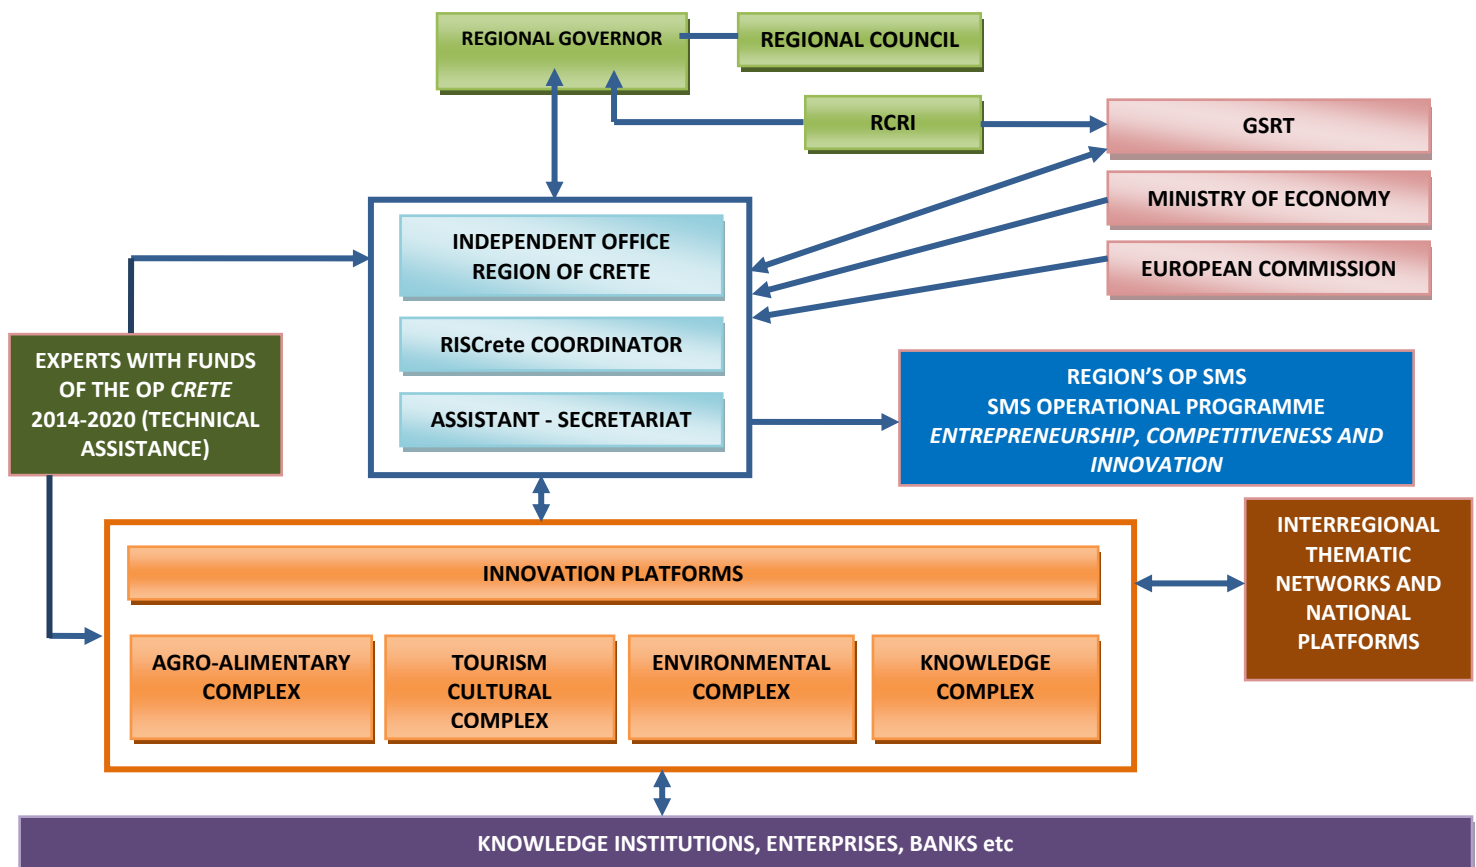 REGIONAL GOVERNOR
REGIONAL COUNCIL
RCRI
GSRT
MINISTRY OF ECONOMY
EUROPEAN COMMISSION
INDEPENDENT OFFICE
REGION OF CRETE
RISCrete COORDINATOR
ASSISTANT - SECRETARIAT
EXPERTS WITH FUNDS
OF THE OP CRETE
2014-2020 (TECHNICAL
ASSISTANCE)
REGION’S OP SMS
SMS OPERATIONAL PROGRAMME
ENTREPRENEURSHIP, COMPETITIVENESS AND
INNOVATION
INTERREGIONAL
THEMATIC
NETWORKS AND
NATIONAL
PLATFORMS
INNOVATION PLATFORMS
AGRO-ALIMENTARY
COMPLEX
TOURISM
CULTURAL
COMPLEX
ENVIRONMENTAL
COMPLEX
KNOWLEDGE
COMPLEX
KNOWLEDGE INSTITUTIONS, ENTERPRISES, BANKS etc